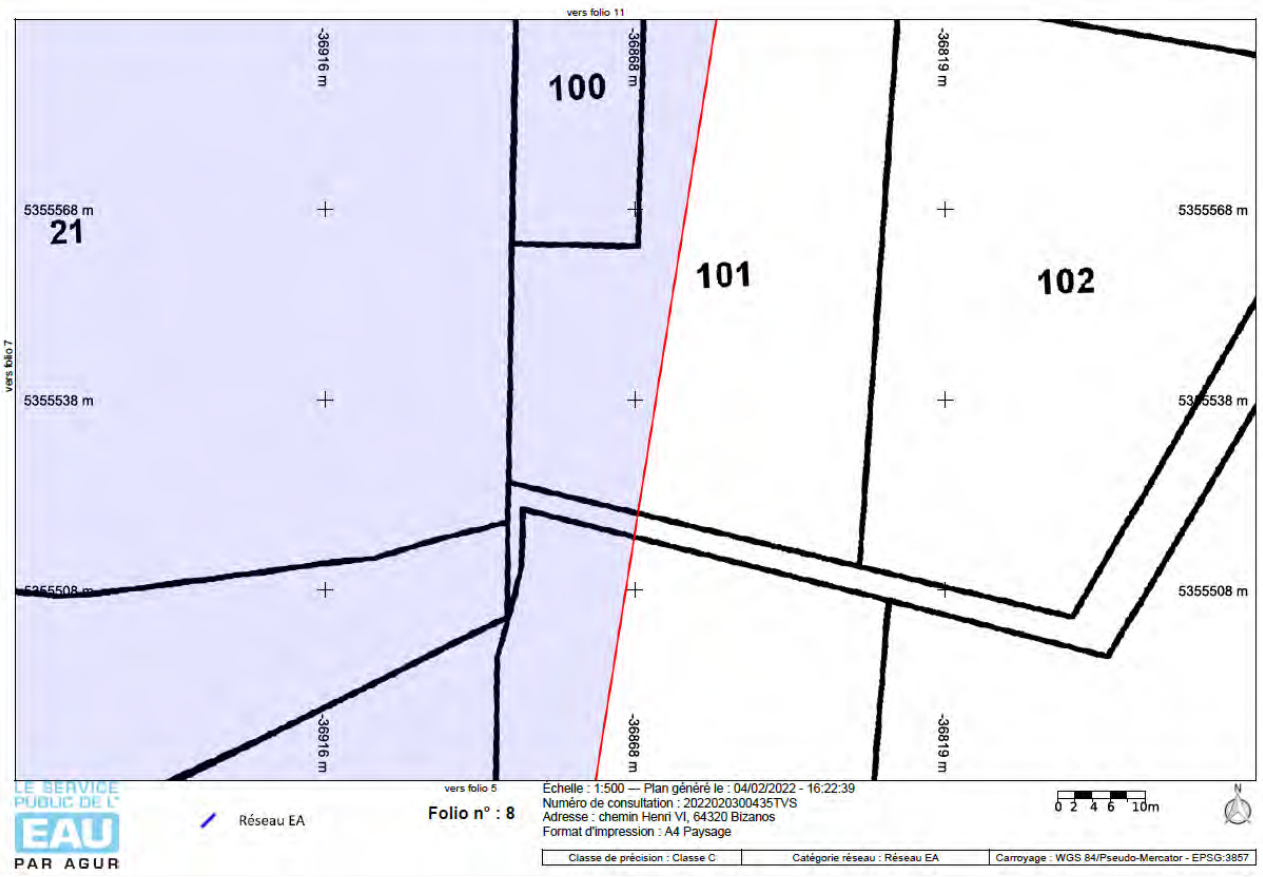 vers folio 11
-36916 m
-36868 m
-36819 m
100
5355568 m
5355568 m
21
101
102
vers folio 7
5355538 m
5355538 m
5355508 m
5355508 m
-36916 m
-36868 m
-36819 m
LE SERVICE
PUBLIC DE L'
EAU
PAR AGUR
Réseau EA
vers folio 5
Folio n° : 8
Échelle : 1:500 — Plan généré le : 04/02/2022 - 16:22:39
Numéro de consultation : 2022020300435TVS
Adresse : chemin Henri VI, 64320 Bizanos
Format d'impression : A4 Paysage
0 2 4 6 10m
N
Classe de précision : Classe C
Catégorie réseau : Réseau EA
Carroyage : WGS 84/Pseudo-Mercator - EPSG:3857